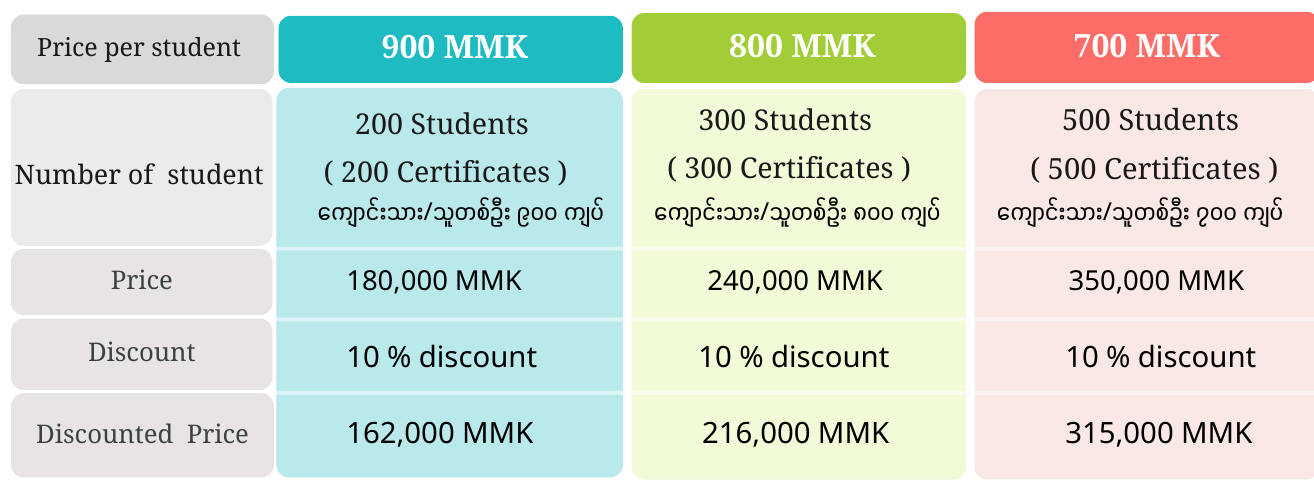 Price per student 900 MMK 800 MMK 700 MMK
200 Students 300 Students 500 Students
Number of student ( 200 Certificates ) ( 300 Certificates ) ( 500 Certificates )
ကျောင်းသား/သူတစ်ဦး ၉၀၀ ကျပ် ကျောင်းသား/သူတစ်ဦး ၈၀၀ ကျပ် ကျောင်းသား/သူတစ်ဦး ၇၀၀ ကျပ်
Price 180,000 MMK 240,000 MMK 350,000 MMK
Discount 10 % discount 10 % discount 10 % discount
Discounted Price 162,000 MMK 216,000 MMK 315,000 MMK